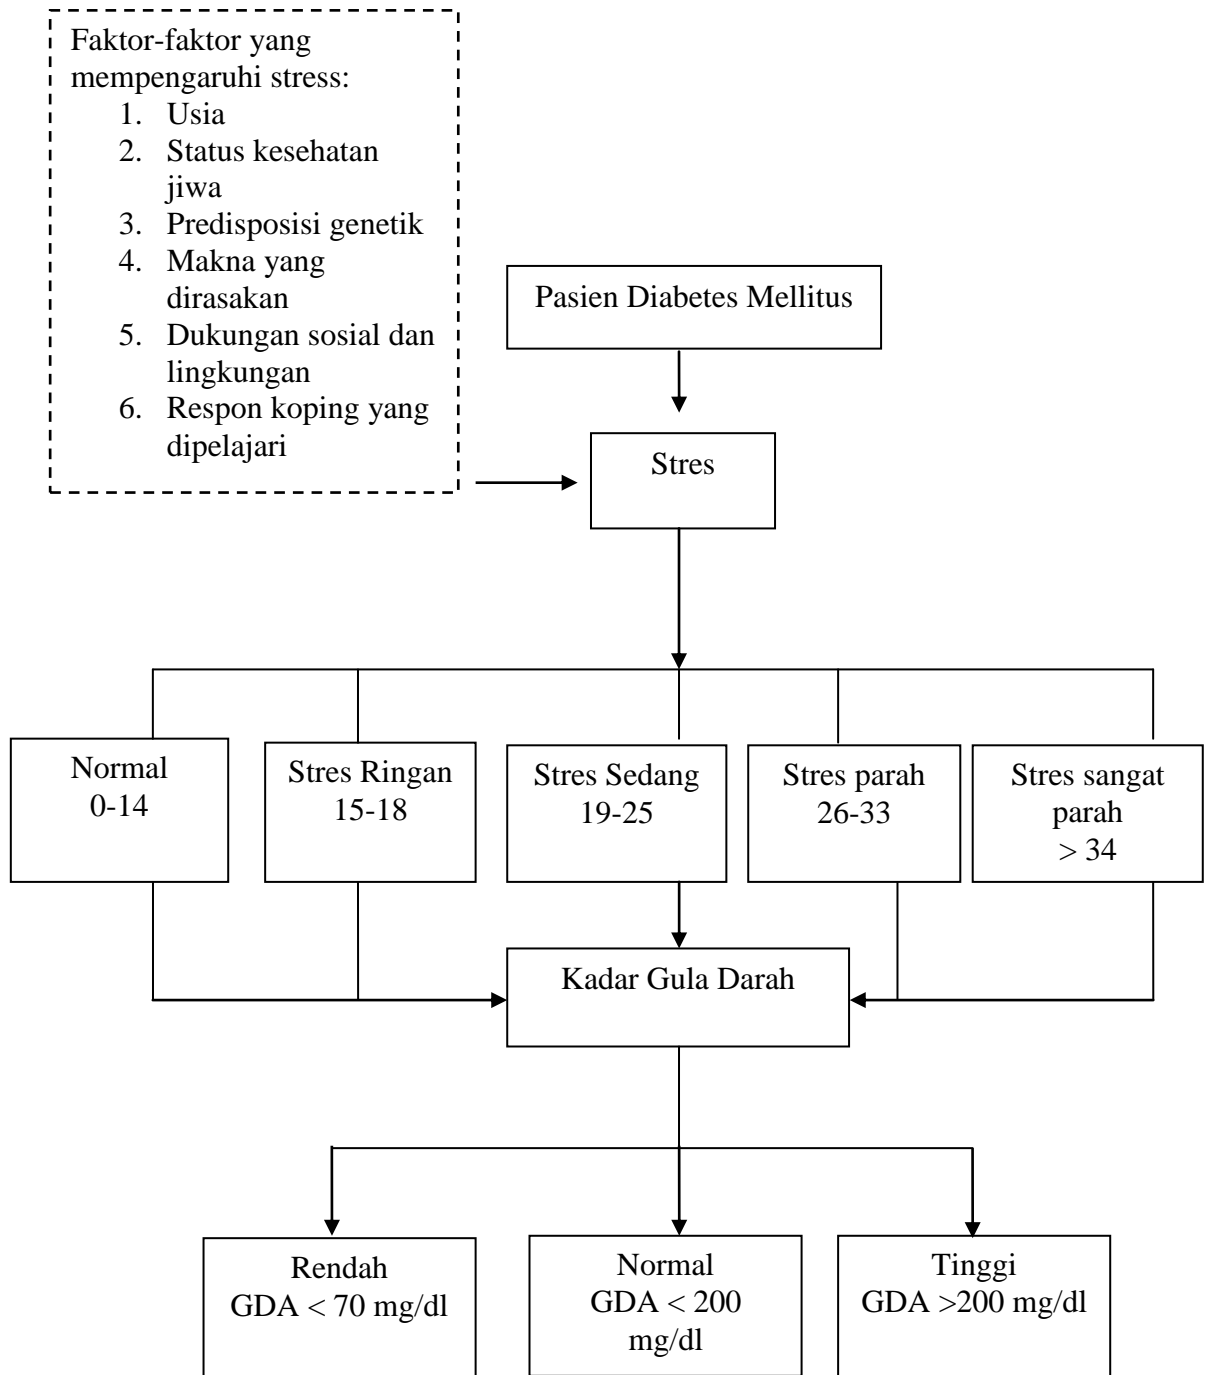 Faktor-faktor yang
mempengaruhi stress:
1. Usia
2. Status kesehatan
jiwa
3. Predisposisi genetik
4. Makna yang
dirasakan
5. Dukungan sosial dan
lingkungan
6. Respon koping yang
dipelajari
Pasien Diabetes Mellitus
Stres
Normal
0-14
Stres Ringan
15-18
Stres Sedang
19-25
Stres parah
26-33
Stres sangat
parah
> 34
Kadar Gula Darah
Rendah
GDA < 70 mg/dl
Normal
GDA < 200
mg/dl
Tinggi
GDA >200 mg/dl